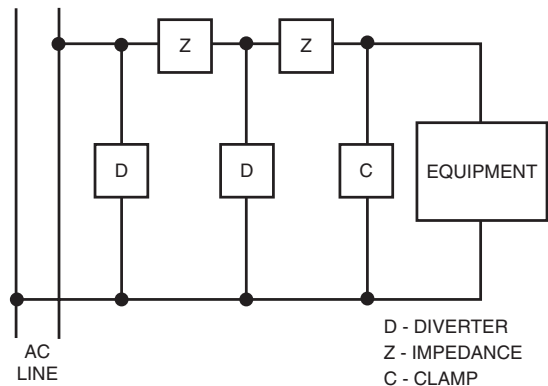 Z Z
D D C EQUIPMENT
D - DIVERTER
Z - IMPEDANCE
C - CLAMP
AC
LINE